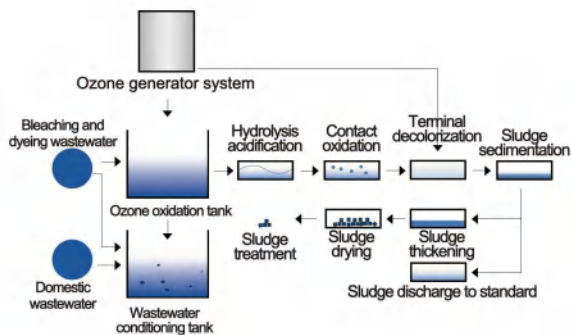 Ozone generator system
Bleaching and
dyeing wastewater
Hydrolysis
acidification
Contact
oxidation
Terminal
decolorization
Sludge
sedimentation
Ozone oxidation tank
Sludge
treatment
Sludge
drying
Sludge
thickening
Domestic
wastewater
Wastewater
conditioning tank
Sludge discharge to standard